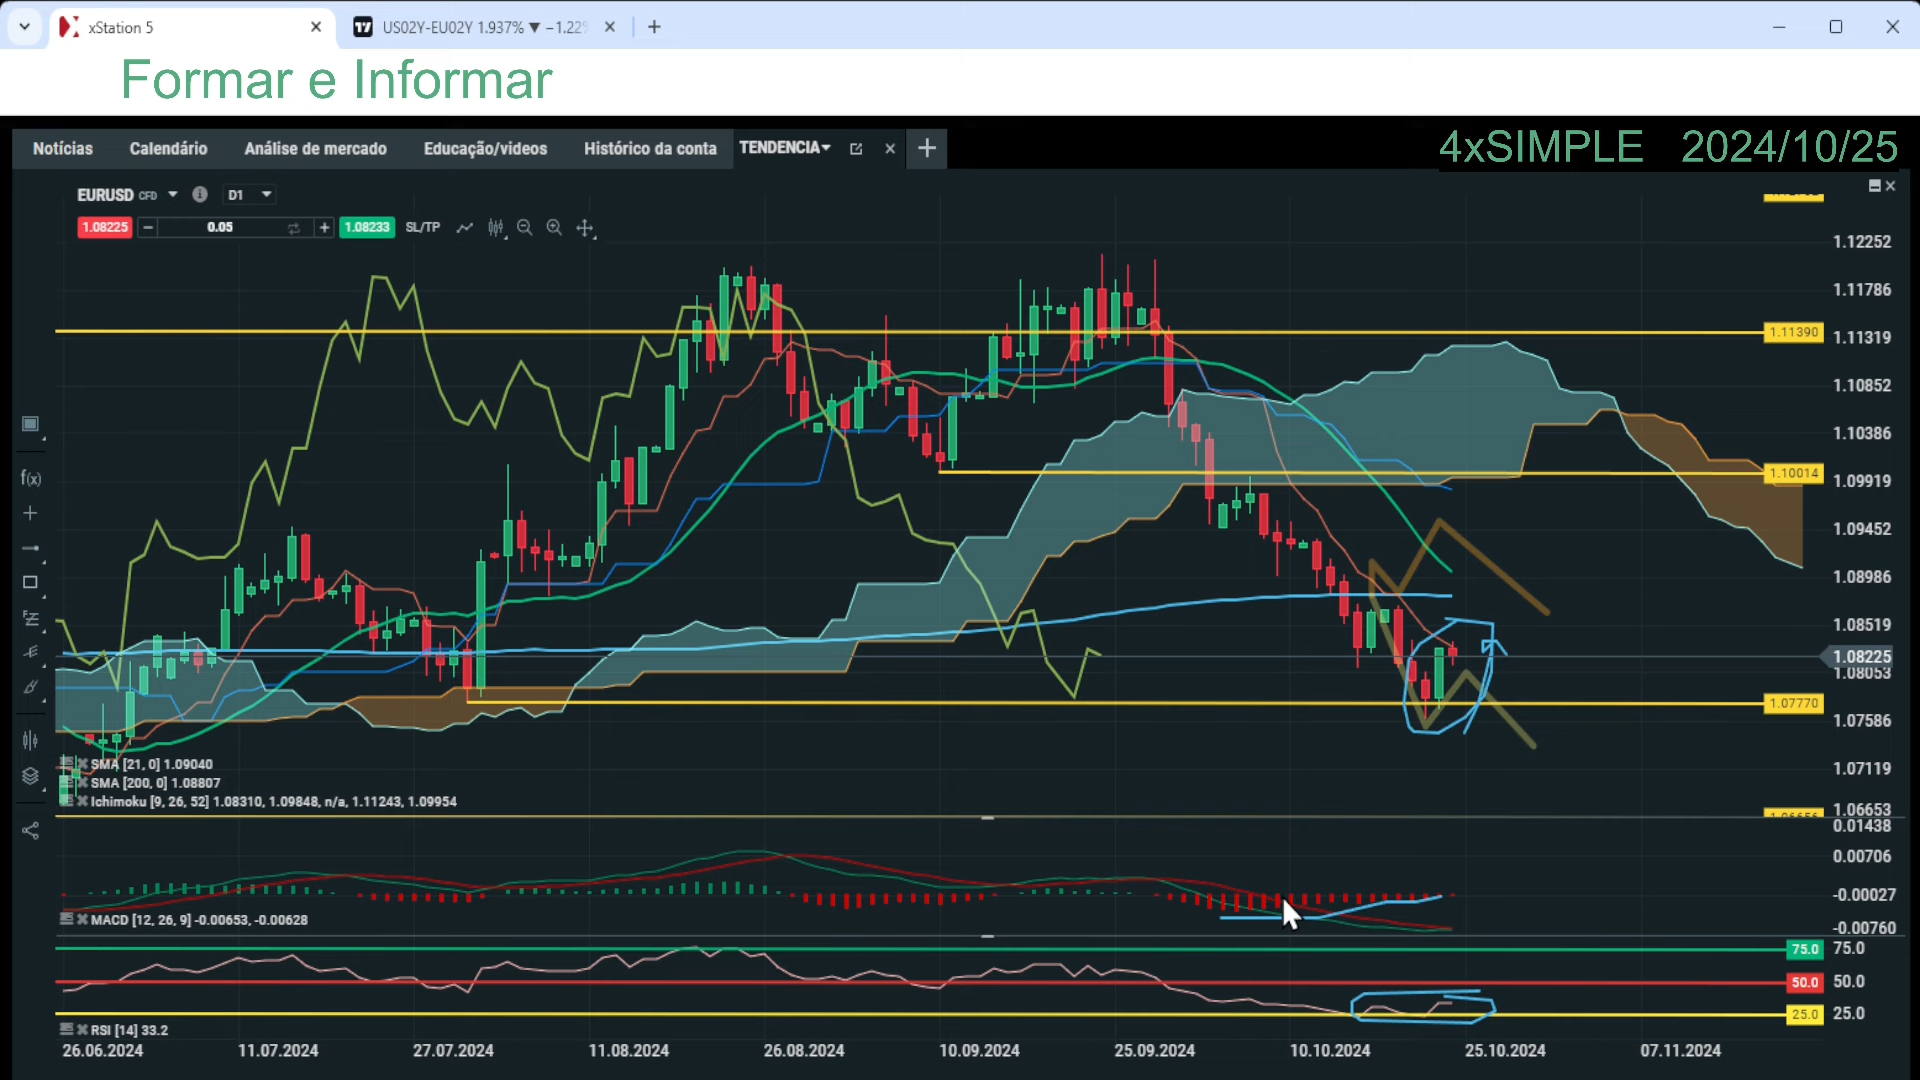 xStation 5
US02Y-EU02Y 1.937% ▼ −1.22%
Formar e Informar
4xSIMPLE 2024/10/25
Notícias Calendário Análise de mercado Educação/videos Histórico da conta TENDENCIA
EURUSD CFD D1
1.08225 0.05 1.08233 SL/TP
1.12252
1.11786
1.11390
1.11319
1.10852
1.10386
1.10014
1.09919
1.09452
1.08986
1.08519
1.08225
1.08053
1.07770
1.07586
1.07119
1.06653
f(x)
SMA [21, 0] 1.09040
SMA [200, 0] 1.08807
Ichimoku [9, 26, 52] 1.08310, 1.09848, n/a, 1.11243, 1.09954
0.01438
0.00706
-0.00027
-0.00760
MACD [12, 26, 9] -0.00653, -0.00628
75.0 75.0
50.0 50.0
25.0 25.0
RSI [14] 33.2
26.06.2024 11.07.2024 27.07.2024 11.08.2024 26.08.2024 10.09.2024 25.09.2024 10.10.2024 25.10.2024 07.11.2024